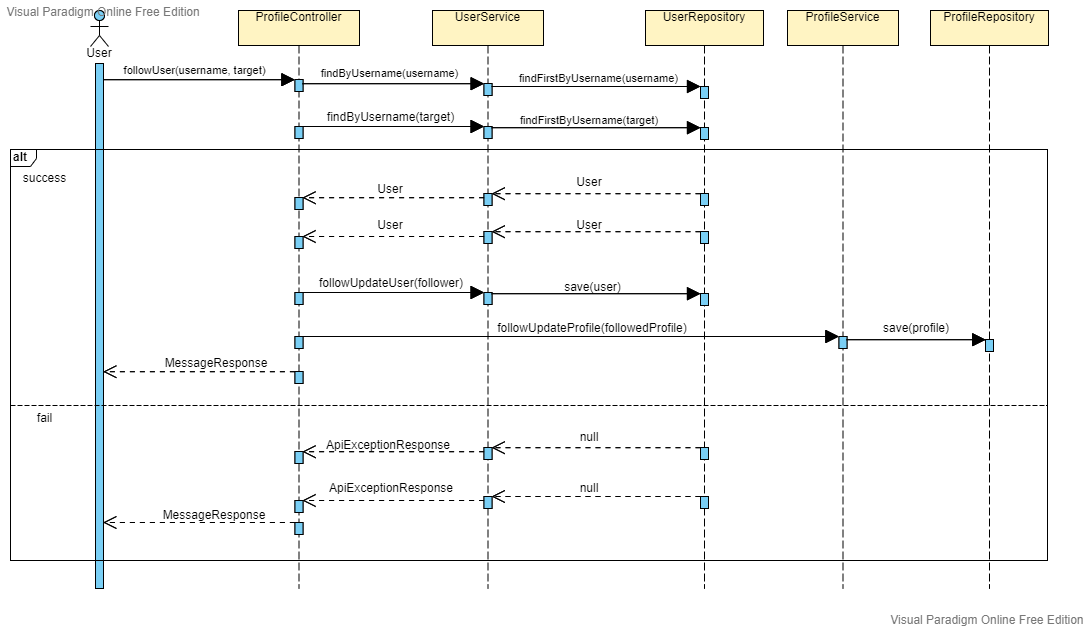 Visual Paradigm Online Free Edition
User
ProfileController
UserService
UserRepository
ProfileService
ProfileRepository
followUser(username, target)
findByUsername(username)
findFirstByUsername(username)
findByUsername(target)
findFirstByUsername(target)
alt
success
User
User
User
User
followUpdateUser(follower)
save(user)
followUpdateProfile(followedProfile)
save(profile)
MessageResponse
fail
ApiExceptionResponse
null
ApiExceptionResponse
null
MessageResponse
Visual Paradigm Online Free Edition